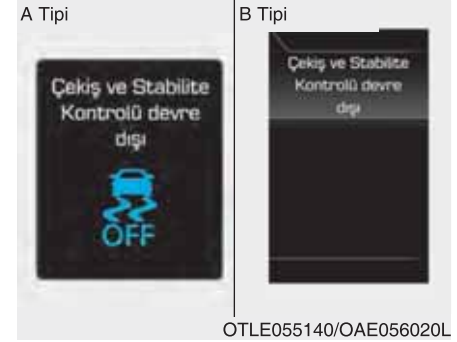 A Tipi
Çekiş ve Stabilite
Kontrolü devre
dışı
OFF
B Tipi
Çekiş ve Stabilite
Kontrolü devre
dışı
OTLE055140/OAE056020L